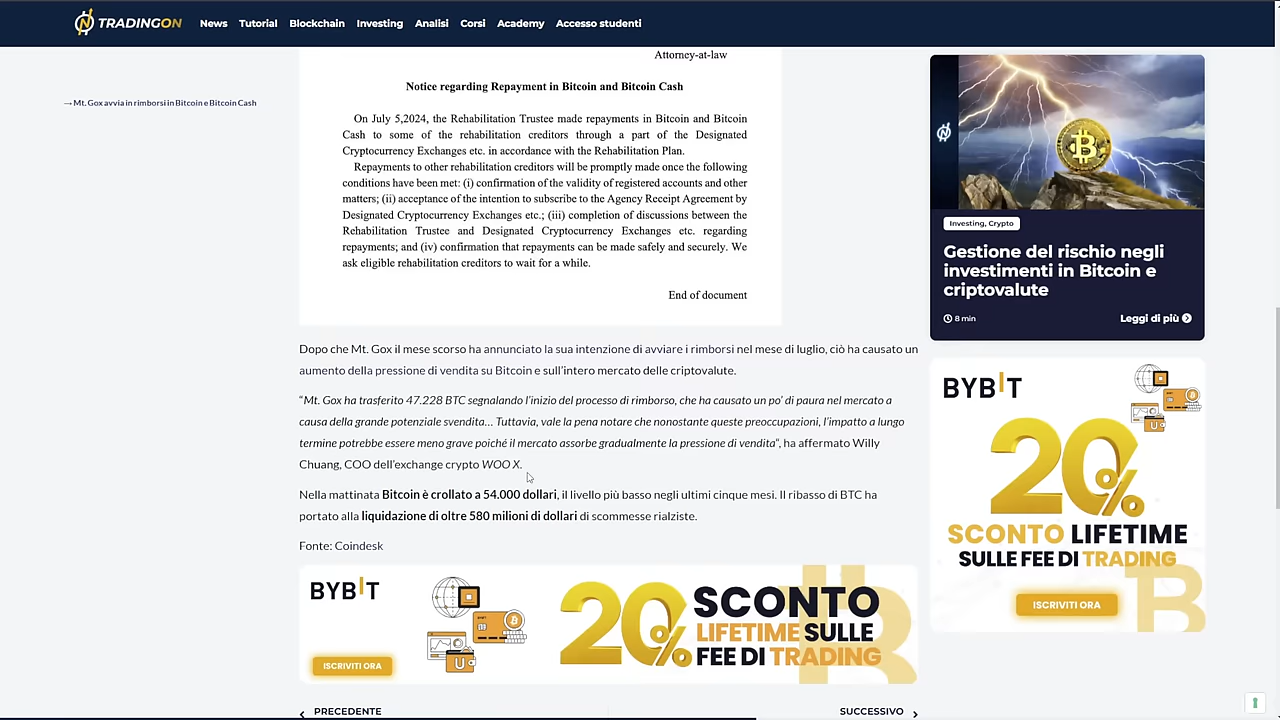 TRADINGON
News Tutorial Blockchain Investing Analisi Corsi Academy Accesso studenti
→ Mt. Gox avvia in rimborsi in Bitcoin e Bitcoin Cash
Attorney-at-law
Notice regarding Repayment in Bitcoin and Bitcoin Cash
On July 5,2024, the Rehabilitation Trustee made repayments in Bitcoin and Bitcoin
Cash to some of the rehabilitation creditors through a part of the Designated
Cryptocurrency Exchanges etc. in accordance with the Rehabilitation Plan.
Repayments to other rehabilitation creditors will be promptly made once the following
conditions have been met: (i) confirmation of the validity of registered accounts and other
matters; (ii) acceptance of the intention to subscribe to the Agency Receipt Agreement by
Designated Cryptocurrency Exchanges etc.; (iii) completion of discussions between the
Rehabilitation Trustee and Designated Cryptocurrency Exchanges etc. regarding
repayments; and (iv) confirmation that repayments can be made safely and securely. We
ask eligible rehabilitation creditors to wait for a while.
End of document
Dopo che Mt. Gox il mese scorso ha annunciato la sua intenzione di avviare i rimborsi nel mese di luglio, ciò ha causato un
aumento della pressione di vendita su Bitcoin e sull'intero mercato delle criptovalute.
“Mt. Gox ha trasferito 47.228 BTC segnalando l'inizio del processo di rimborso, che ha causato un po' di paura nel mercato a
causa della grande potenziale svendita… Tuttavia, vale la pena notare che nonostante queste preoccupazioni, l'impatto a lungo
termine potrebbe essere meno grave poiché il mercato assorbe gradualmente la pressione di vendita“, ha affermato Willy
Chuang, COO dell'exchange crypto WOO X.
Nella mattinata Bitcoin è crollato a 54.000 dollari, il livello più basso negli ultimi cinque mesi. Il ribasso di BTC ha
portato alla liquidazione di oltre 580 milioni di dollari di scommesse rialziste.
Fonte: Coindesk
BYBIT
20%
SCONTO
LIFETIME SULLE
FEE DI TRADING
ISCRIVITI ORA
PRECEDENTE
SUCCESSIVO
Investing, Crypto
Gestione del rischio negli
investimenti in Bitcoin e
criptovalute
8 min
Leggi di più
BYBIT
20%
SCONTO LIFETIME
SULLE FEE DI TRADING
ISCRIVITI ORA